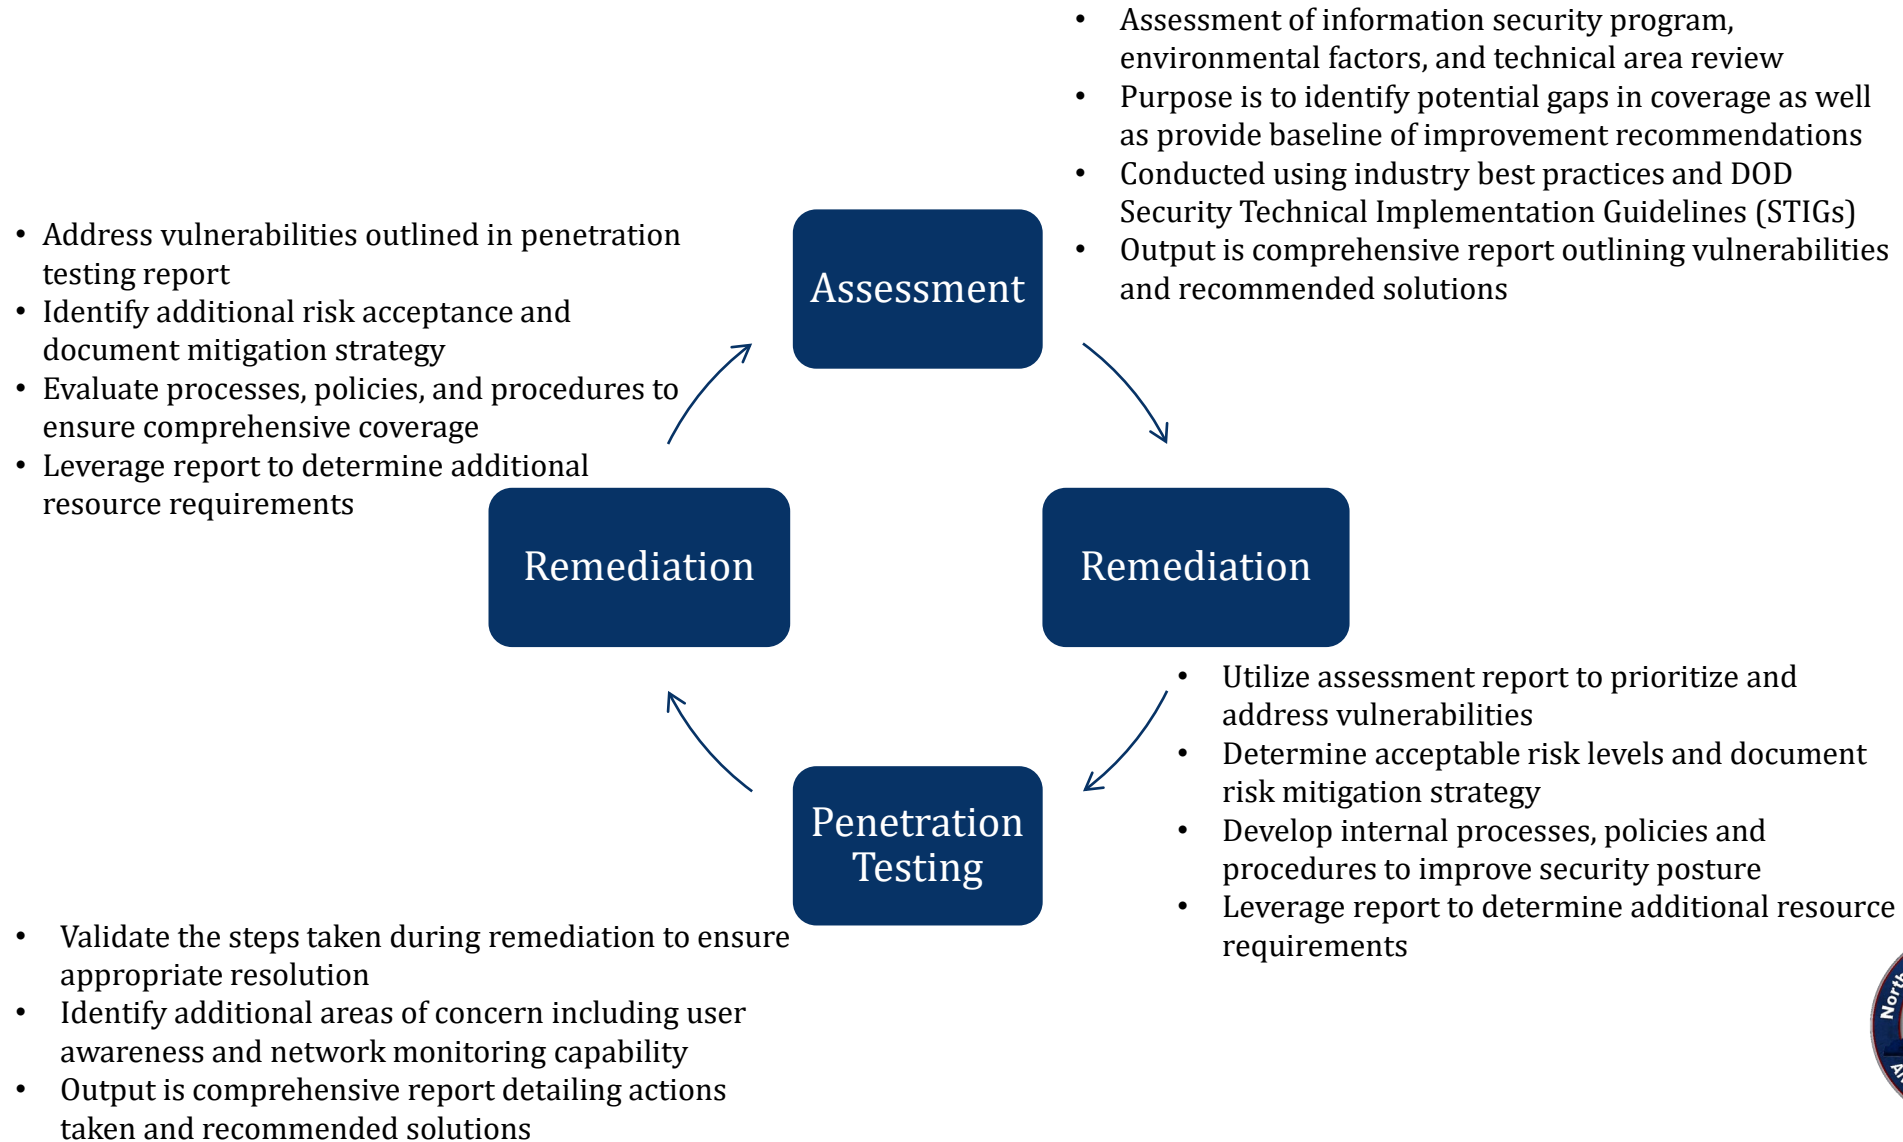 • Assessment of information security program,
environmental factors, and technical area review
• Purpose is to identify potential gaps in coverage as well
as provide baseline of improvement recommendations
• Conducted using industry best practices and DOD
Security Technical Implementation Guidelines (STIGs)
• Output is comprehensive report outlining vulnerabilities
and recommended solutions
Assessment
• Address vulnerabilities outlined in penetration
testing report
• Identify additional risk acceptance and
document mitigation strategy
• Evaluate processes, policies, and procedures to
ensure comprehensive coverage
• Leverage report to determine additional
resource requirements
Remediation
Remediation
• Utilize assessment report to prioritize and
address vulnerabilities
• Determine acceptable risk levels and document
risk mitigation strategy
• Develop internal processes, policies and
procedures to improve security posture
• Leverage report to determine additional resource
requirements
Penetration
Testing
• Validate the steps taken during remediation to ensure
appropriate resolution
• Identify additional areas of concern including user
awareness and network monitoring capability
• Output is comprehensive report detailing actions
taken and recommended solutions
North